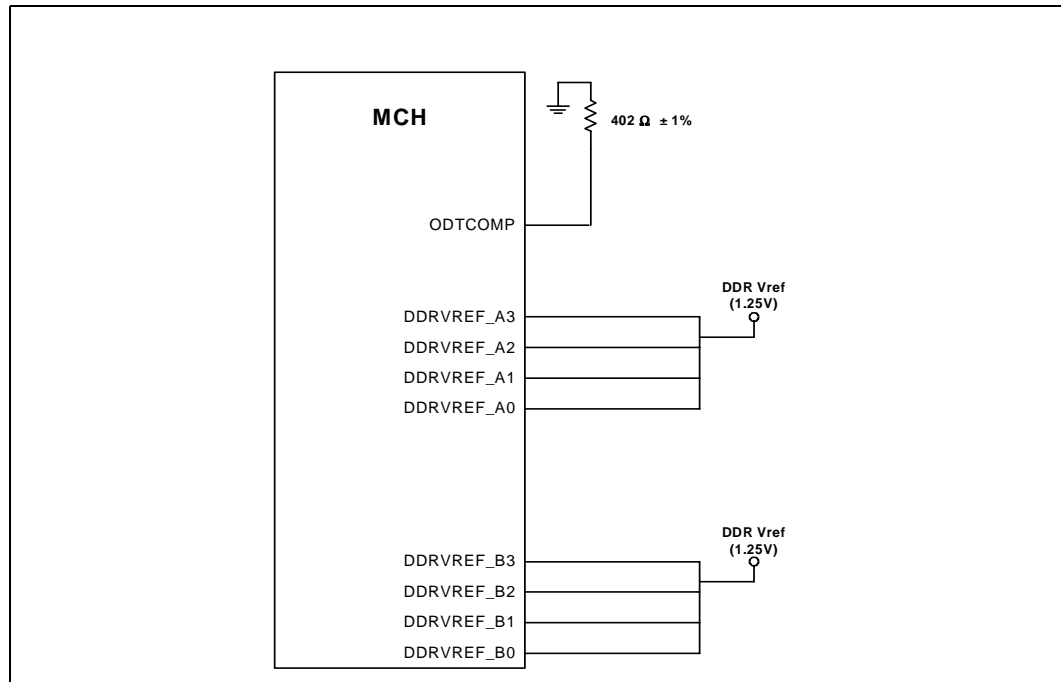 MCH
402 Ω ± 1%
ODTCOMP
DDR Vref
(1.25V)
DDRVREF_A3
DDRVREF_A2
DDRVREF_A1
DDRVREF_A0
DDR Vref
(1.25V)
DDRVREF_B3
DDRVREF_B2
DDRVREF_B1
DDRVREF_B0